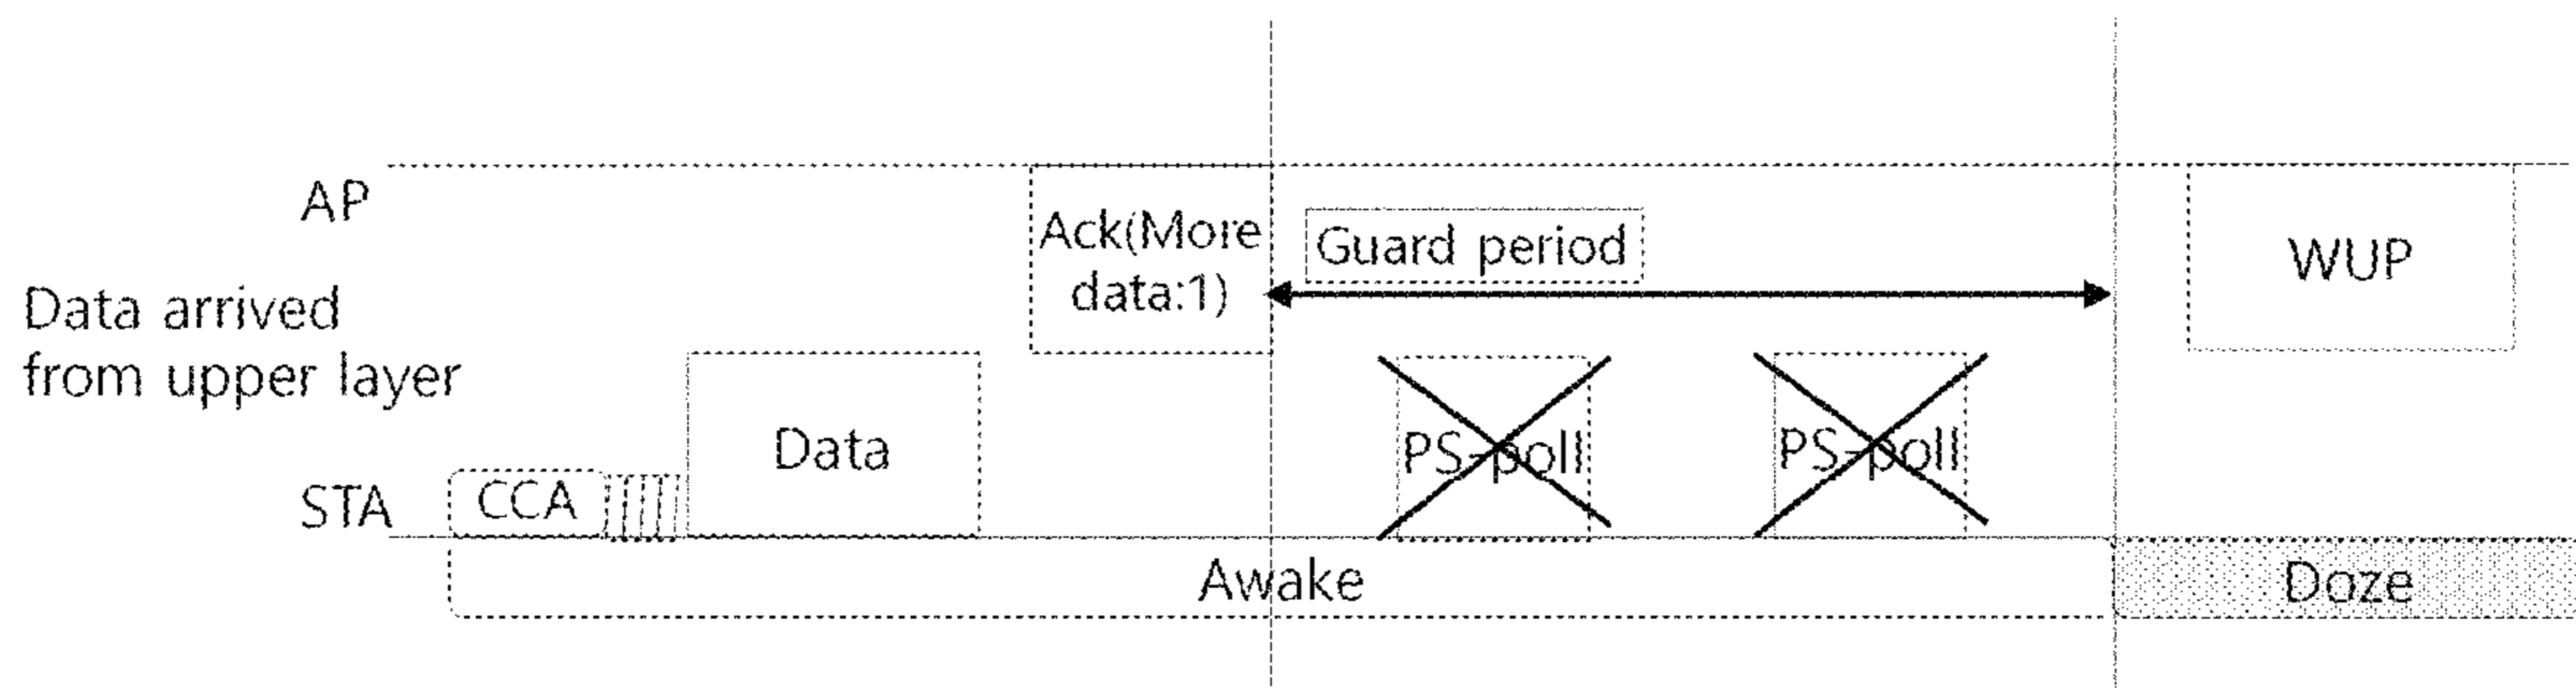 AP
Ack(More
data:1)
Guard period
WUP
Data arrived
from upper layer
Data
PS-poll
PS-poll
STA
CCA
Awake
Doze